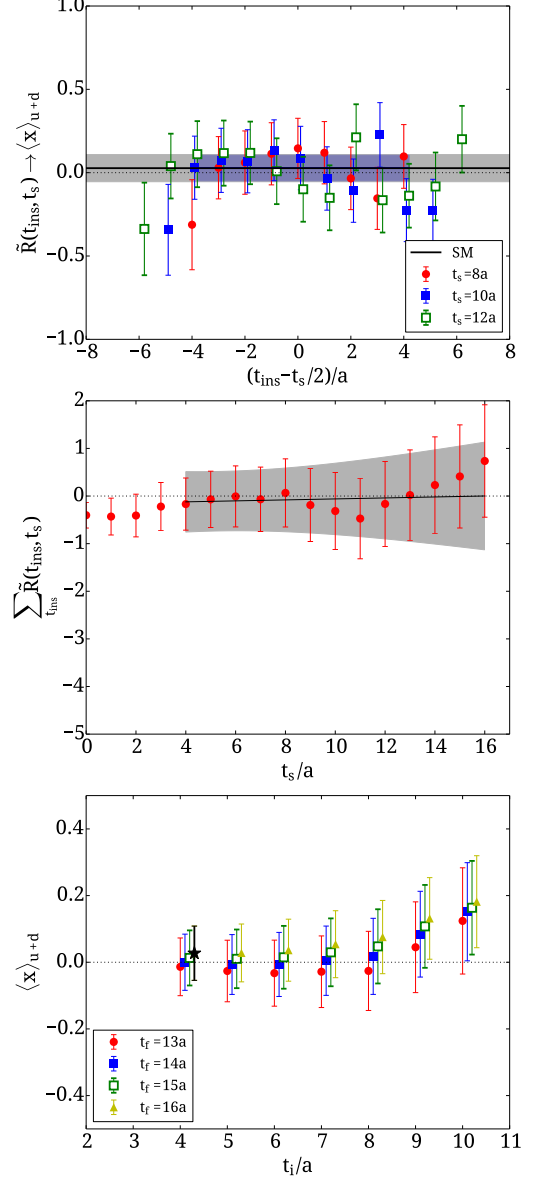 1.0
0.5
0.0
−0.5
−1.0
R̃(t_ins, t_s) → ⟨x⟩_u+d
SM
t_s=8a
t_s=10a
t_s=12a
−8 −6 −4 −2 0 2 4 6 8
(t_ins−t_s/2)/a
2
1
0
−1
−2
−3
−4
−5
∑ R̃(t_ins, t_s)
t_ins
0 2 4 6 8 10 12 14 16
t_s/a
0.4
0.2
0.0
−0.2
−0.4
⟨x⟩_u+d
t_f=13a
t_f=14a
t_f=15a
t_f=16a
2 3 4 5 6 7 8 9 10 11
t_i/a